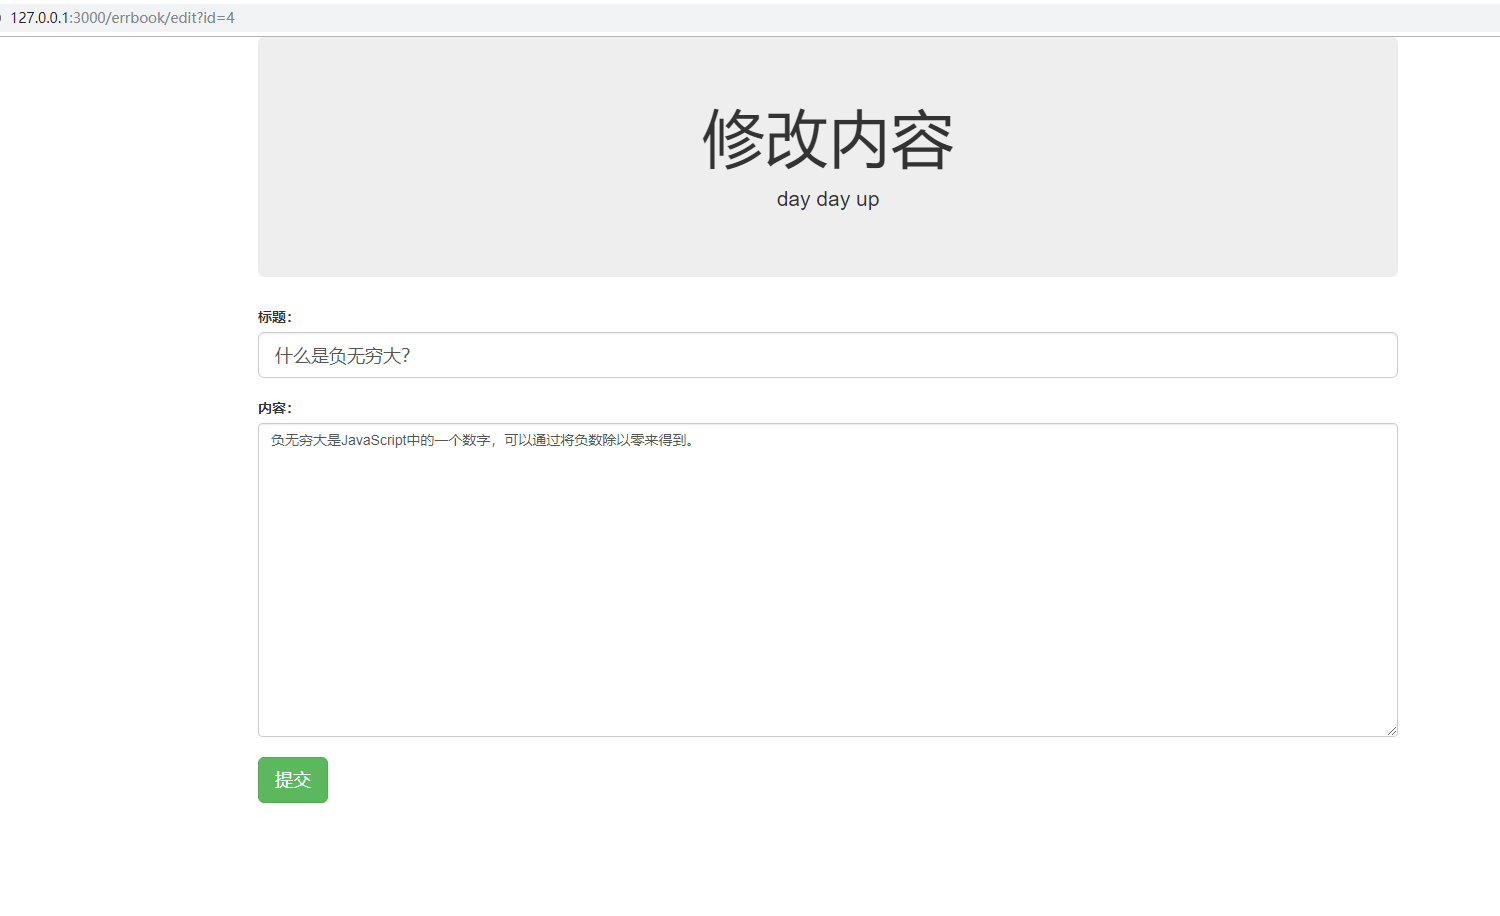 127.0.0.1:3000/errbook/edit?id=4
修改内容
day day up
标题：
什么是负无穷大？
内容：
负无穷大是JavaScript中的一个数字，可以通过将负数除以零来得到。
提交